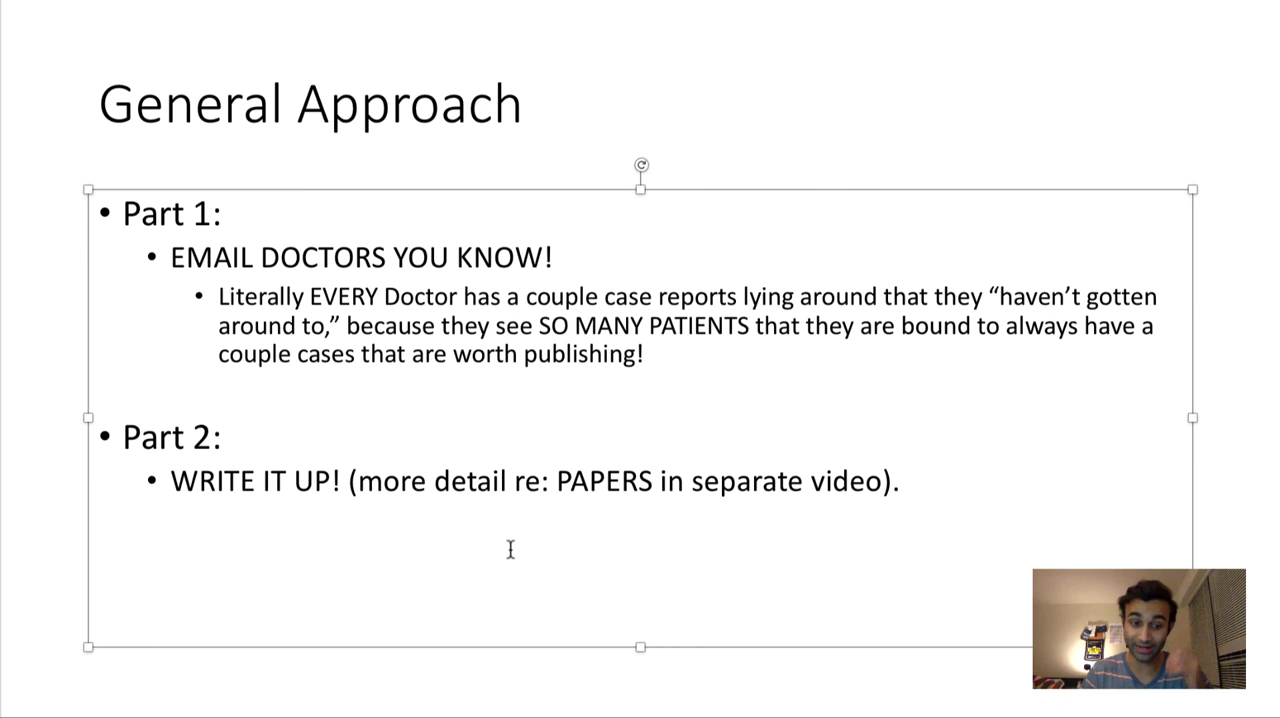 General Approach
• Part 1:
• EMAIL DOCTORS YOU KNOW!
• Literally EVERY Doctor has a couple case reports lying around that they “haven’t gotten
around to,” because they see SO MANY PATIENTS that they are bound to always have a
couple cases that are worth publishing!
• Part 2:
• WRITE IT UP! (more detail re: PAPERS in separate video).